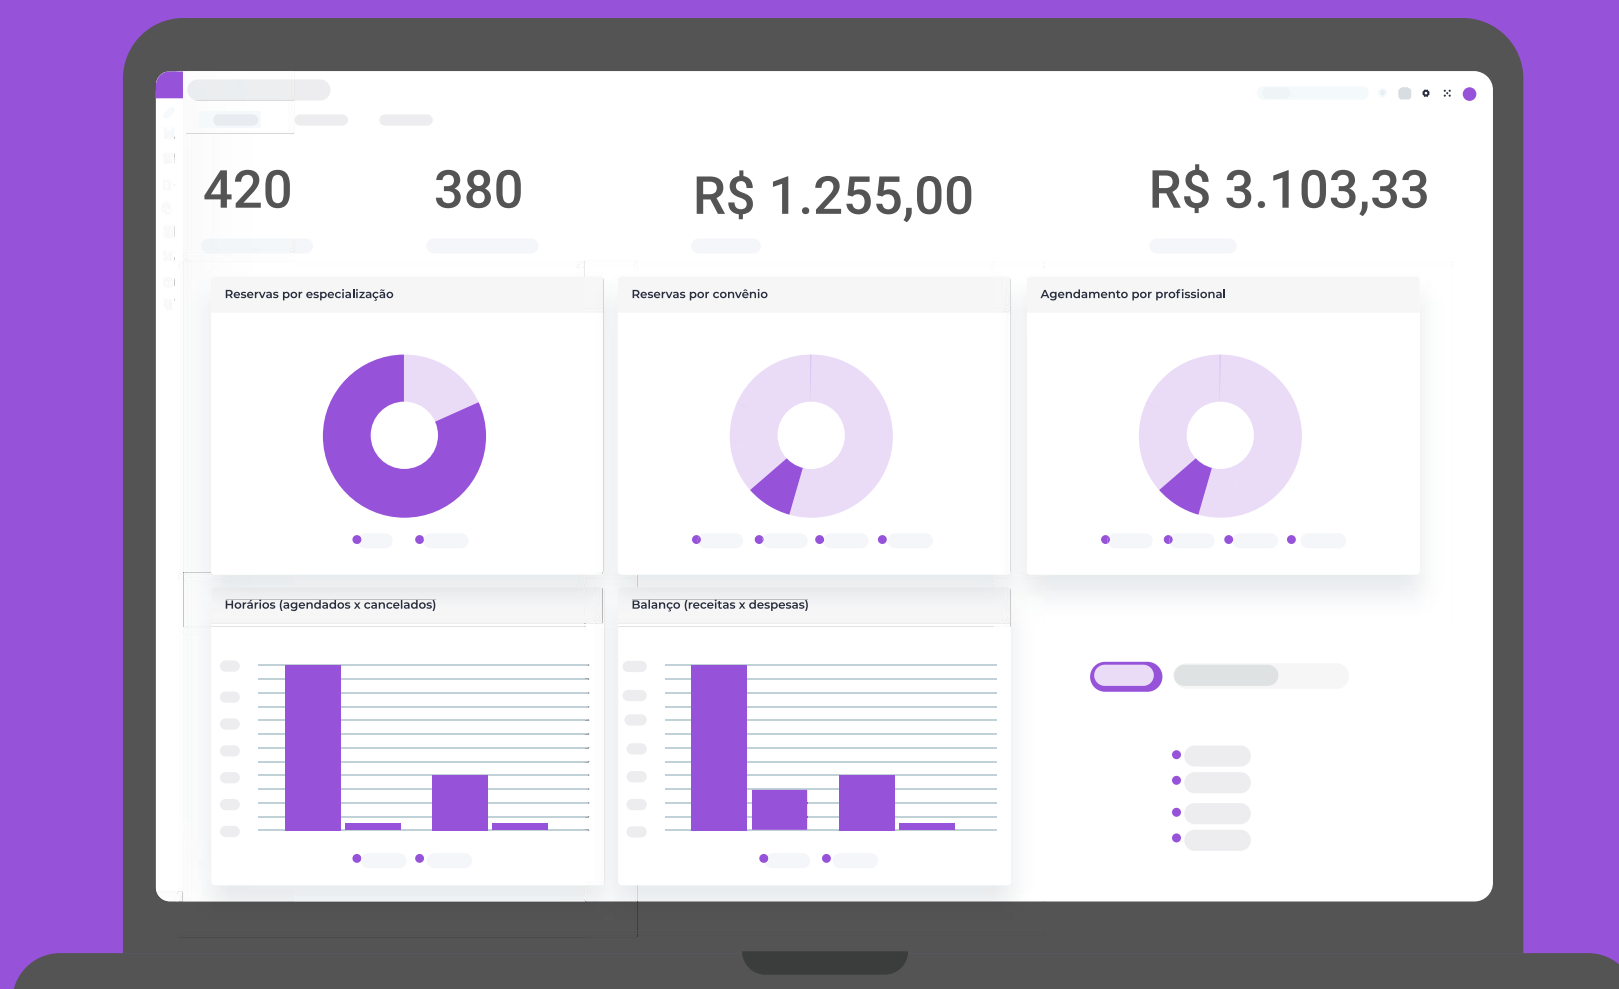 420
380
R$ 1.255,00
R$ 3.103,33
Reservas por especialização
Reservas por convênio
Agendamento por profissional
Horários (agendados x cancelados)
Balanço (receitas x despesas)